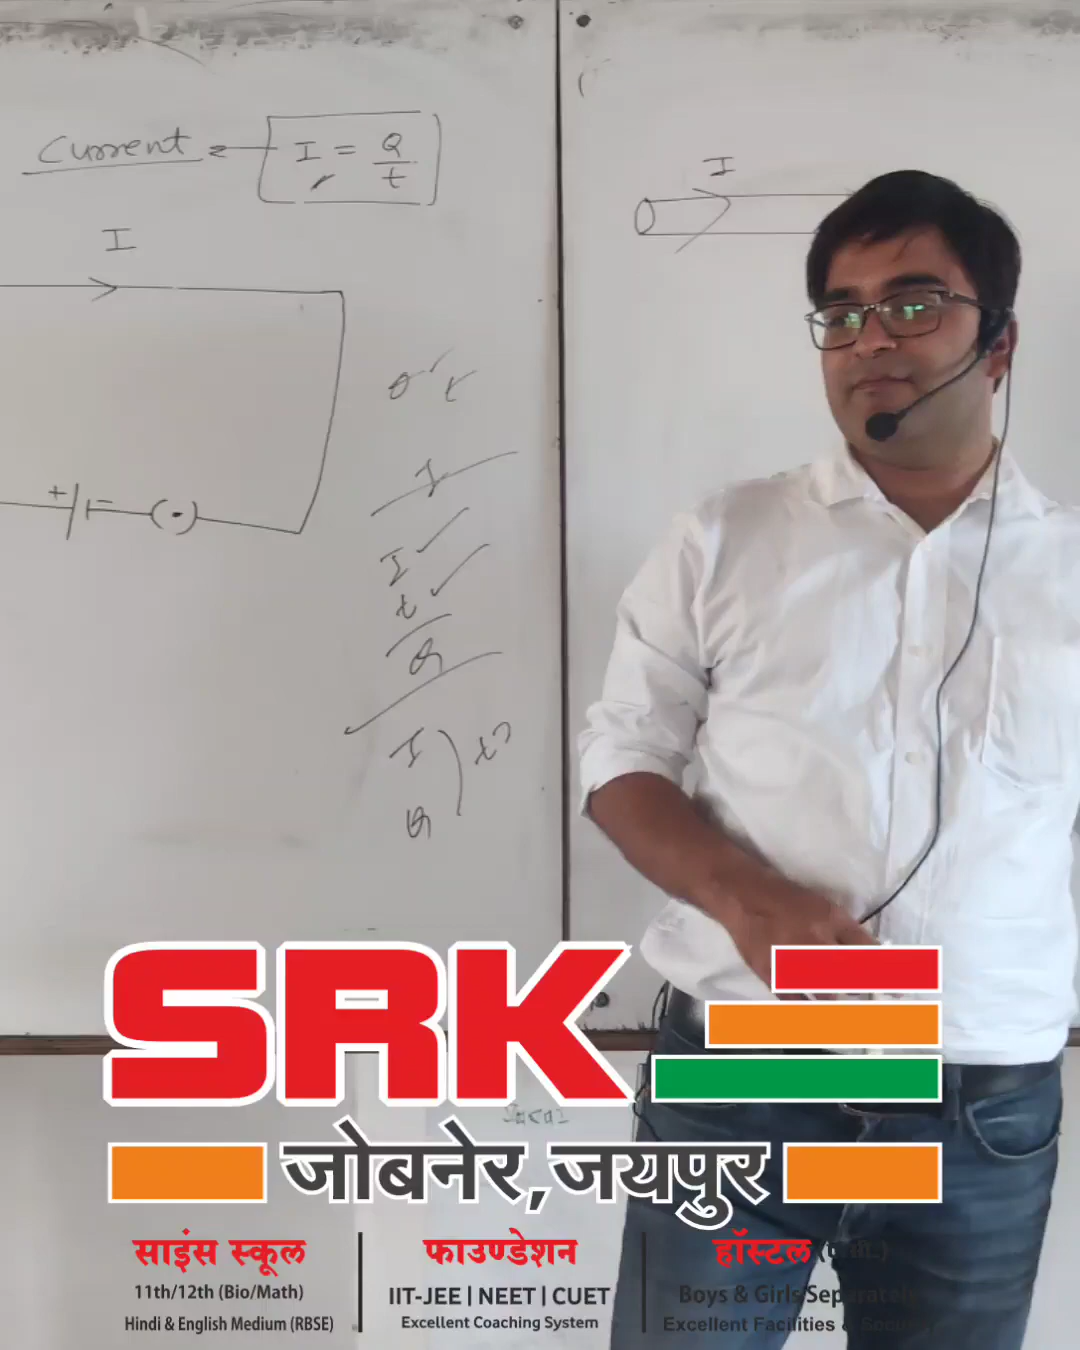 Current
I = Q/t
I
I
+ -
Q t
I
I
t
Q
I
Q
t?
SRK
जोबनेर, जयपुर
साइंस स्कूल
11th/12th (Bio/Math)
Hindi & English Medium (RBSE)
फाउण्डेशन
IIT-JEE | NEET | CUET
Excellent Coaching System
हॉस्टल
Boys & Girls Separately
Excellent Facilities &